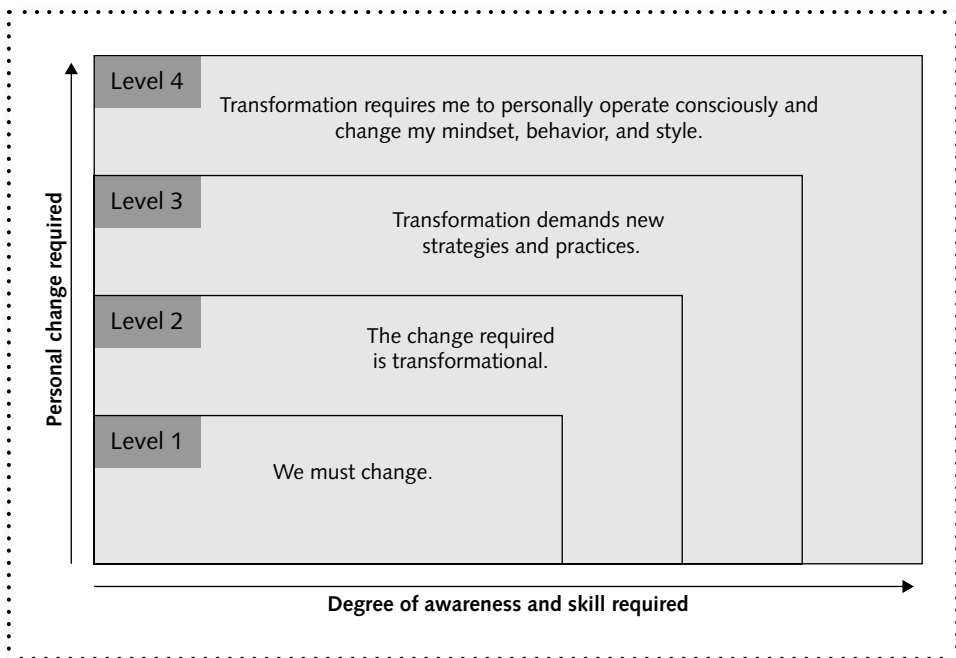 Level 4
Transformation requires me to personally operate consciously and
change my mindset, behavior, and style.
Level 3
Transformation demands new
strategies and practices.
Level 2
The change required
is transformational.
Level 1
We must change.
Personal change required
Degree of awareness and skill required